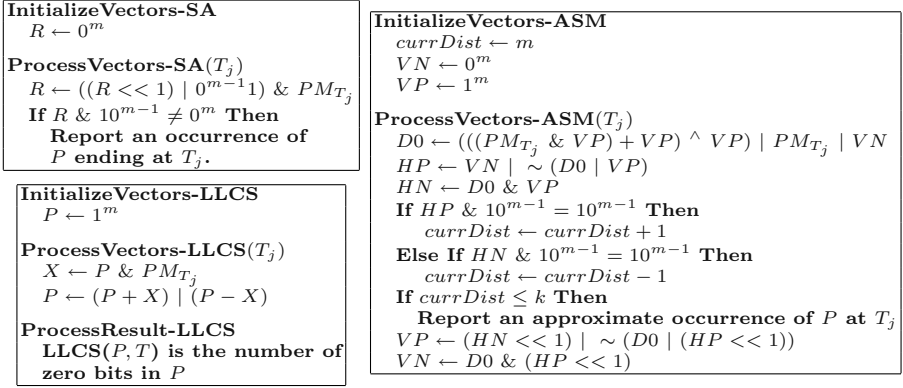 InitializeVectors-SA
R ← 0^m
ProcessVectors-SA(T_j)
R ← ((R << 1) | 0^{m−1}1) & PM_{T_j}
If R & 10^{m−1} ≠ 0^m Then
Report an occurrence of
P ending at T_j.
InitializeVectors-LLCS
P ← 1^m
ProcessVectors-LLCS(T_j)
X ← P & PM_{T_j}
P ← (P + X) | (P − X)
ProcessResult-LLCS
LLCS(P, T) is the number of
zero bits in P
InitializeVectors-ASM
currDist ← m
VN ← 0^m
VP ← 1^m
ProcessVectors-ASM(T_j)
D0 ← (((PM_{T_j} & VP) + VP) ^ VP) | PM_{T_j} | VN
HP ← VN | ∼ (D0 | VP)
HN ← D0 & VP
If HP & 10^{m−1} = 10^{m−1} Then
currDist ← currDist + 1
Else If HN & 10^{m−1} = 10^{m−1} Then
currDist ← currDist − 1
If currDist ≤ k Then
Report an approximate occurrence of P at T_j
VP ← (HN << 1) | ∼ (D0 | (HP << 1))
VN ← D0 & (HP << 1)